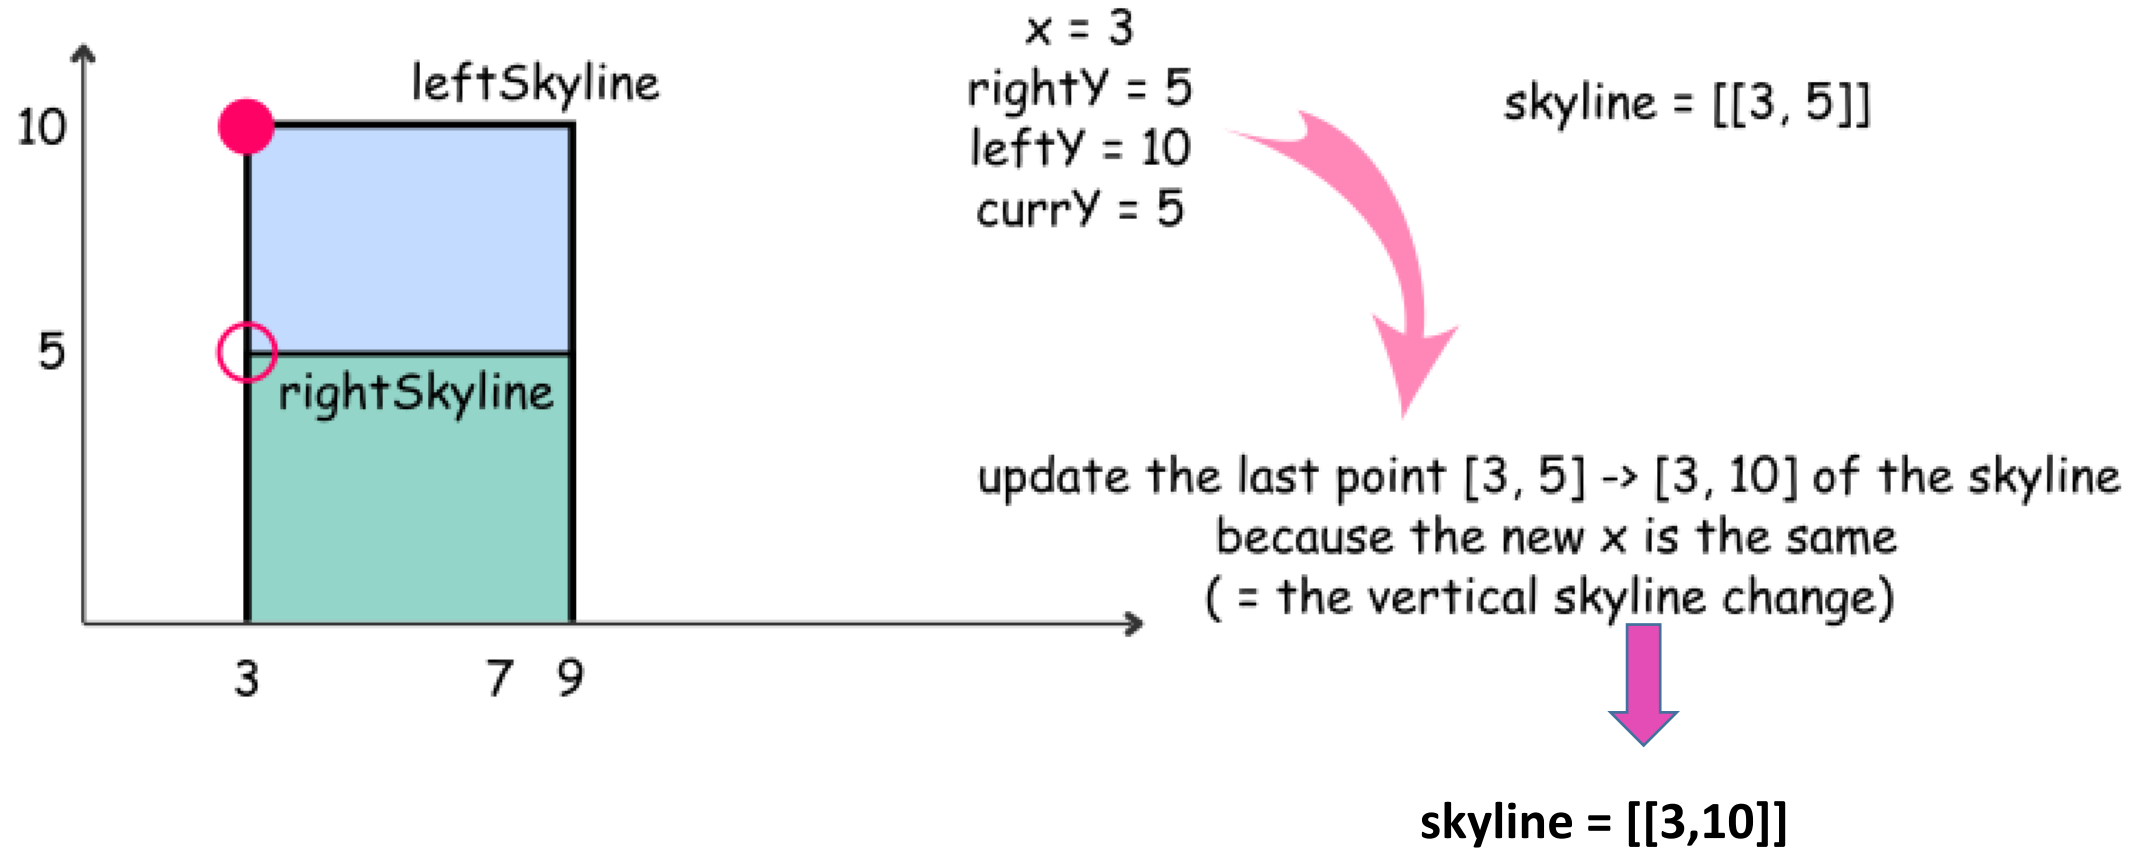 x = 3
rightY = 5
leftY = 10
currY = 5
skyline = [[3, 5]]
leftSkyline
10
5
rightSkyline
3 7 9
update the last point [3, 5] -> [3, 10] of the skyline
because the new x is the same
( = the vertical skyline change)
skyline = [[3,10]]